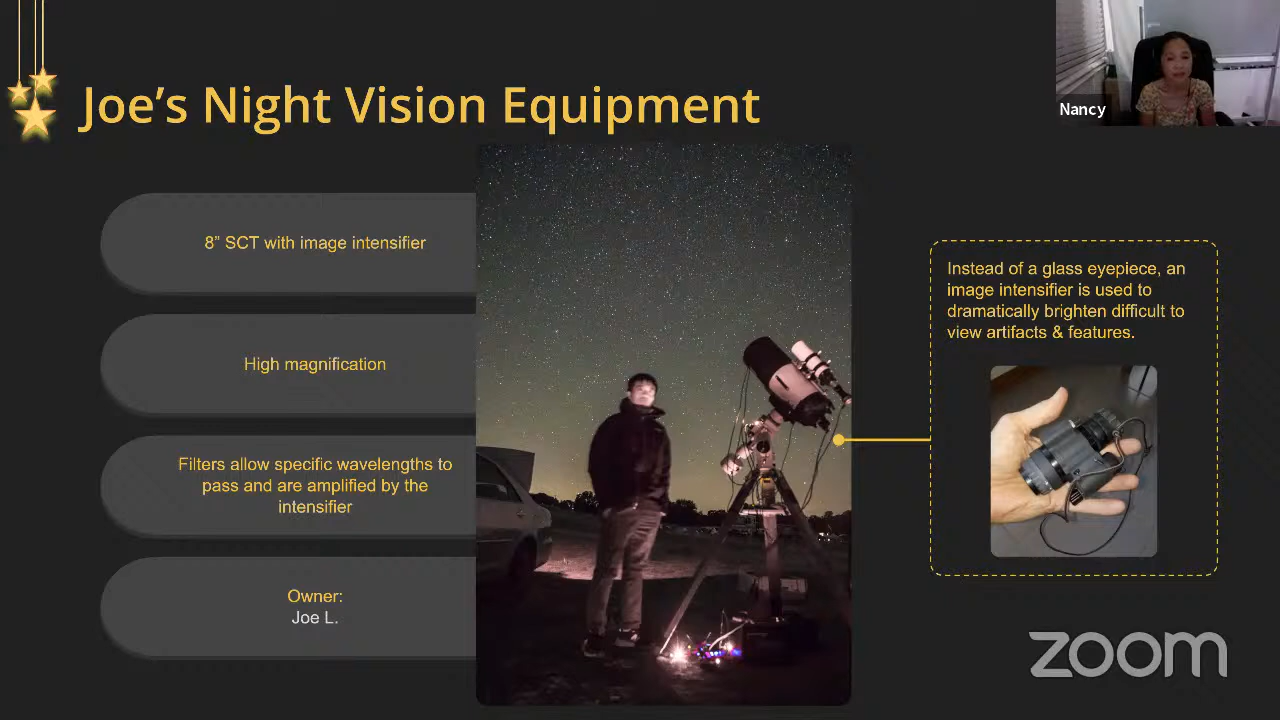 Joe’s Night Vision Equipment
Nancy
8” SCT with image intensifier
High magnification
Filters allow specific wavelengths to
pass and are amplified by the
intensifier
Owner:
Joe L.
Instead of a glass eyepiece, an
image intensifier is used to
dramatically brighten difficult to
view artifacts & features.
zoom